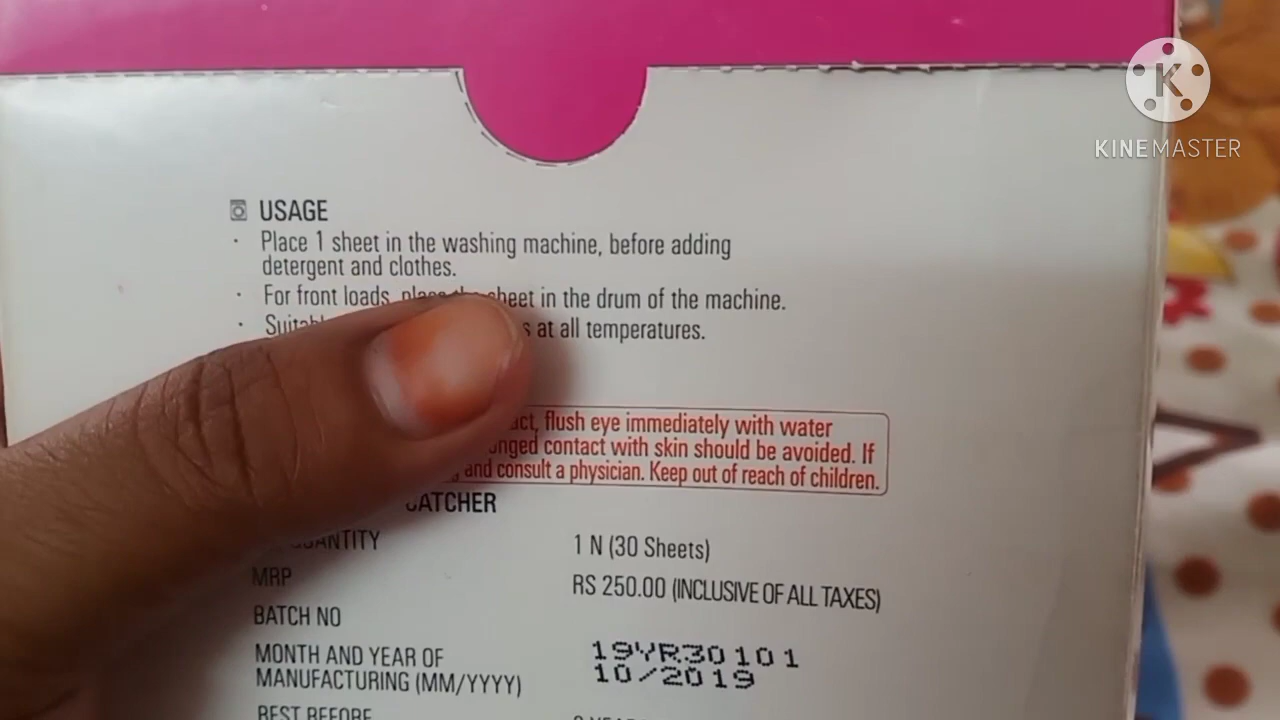 KINEMASTER
USAGE
· Place 1 sheet in the washing machine, before adding
detergent and clothes.
· For front loads, place the sheet in the drum of the machine.
· at all temperatures.
flush eye immediately with water
contact with skin should be avoided. If
and consult a physician. Keep out of reach of children.
CATCHER
QUANTITY 1 N (30 Sheets)
MRP RS 250.00 (INCLUSIVE OF ALL TAXES)
BATCH NO
MONTH AND YEAR OF 19YR30101
MANUFACTURING (MM/YYYY) 10/2019
BEST BEFORE